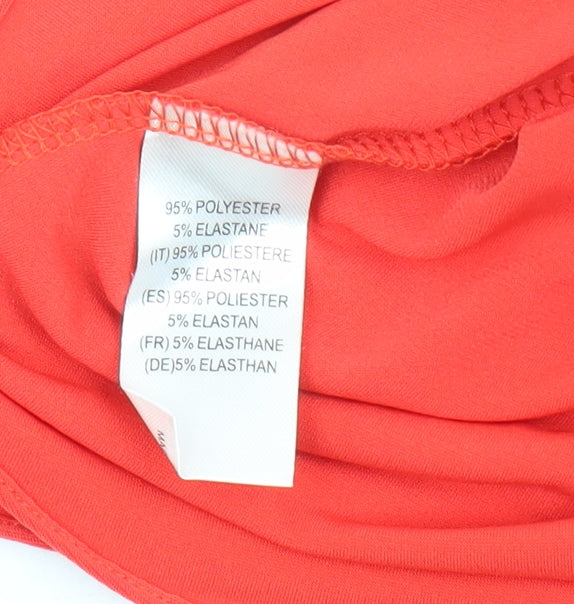 95% POLYESTER
5% ELASTANE
(IT) 95% POLIESTERE
5% ELASTAN
(ES) 95% POLIESTER
5% ELASTAN
(FR) 5% ELASTHANE
(DE)5% ELASTHAN